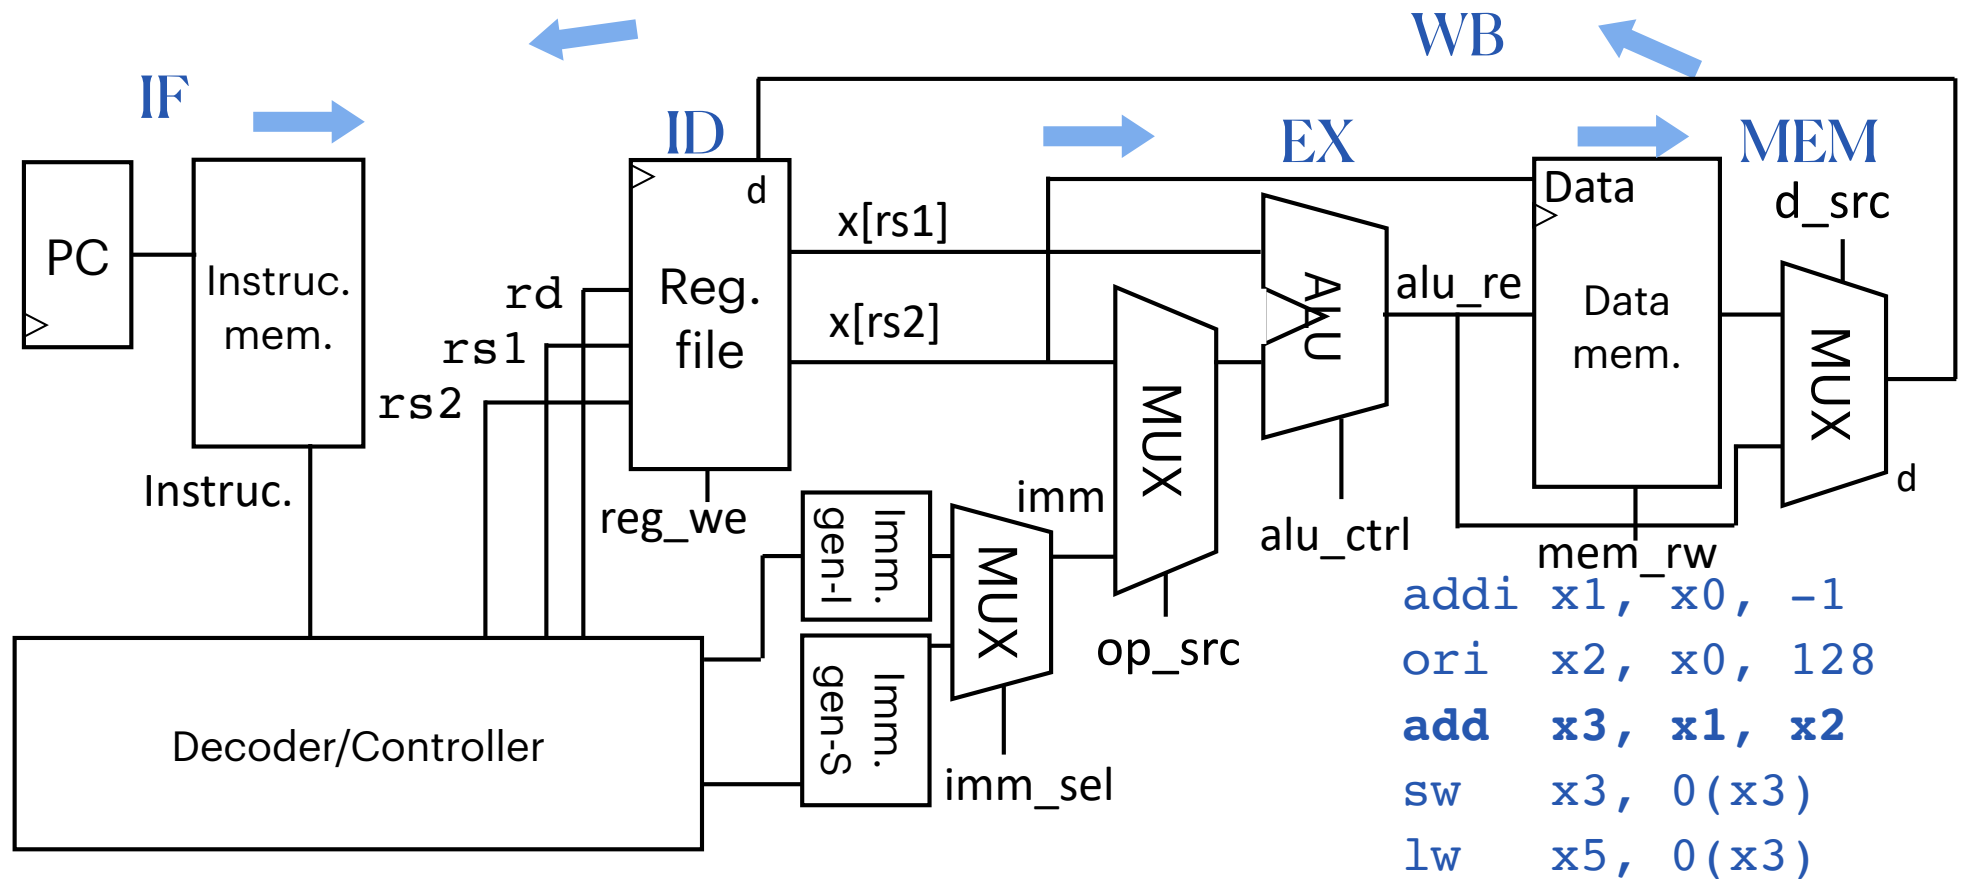 WB
IF
ID
EX
MEM
d
Data
d_src
x[rs1]
PC
Instruc.
mem.
rd
Reg.
file
alu_re
ALU
Data
mem.
rs1
x[rs2]
rs2
MUX
MUX
Instruc.
reg_we
imm
alu_ctrl
d
mem_rw
Imm.
gen-I
MUX
op_src
Imm.
gen-S
imm_sel
Decoder/Controller
addi x1, x0, -1
ori x2, x0, 128
add x3, x1, x2
sw x3, 0(x3)
lw x5, 0(x3)